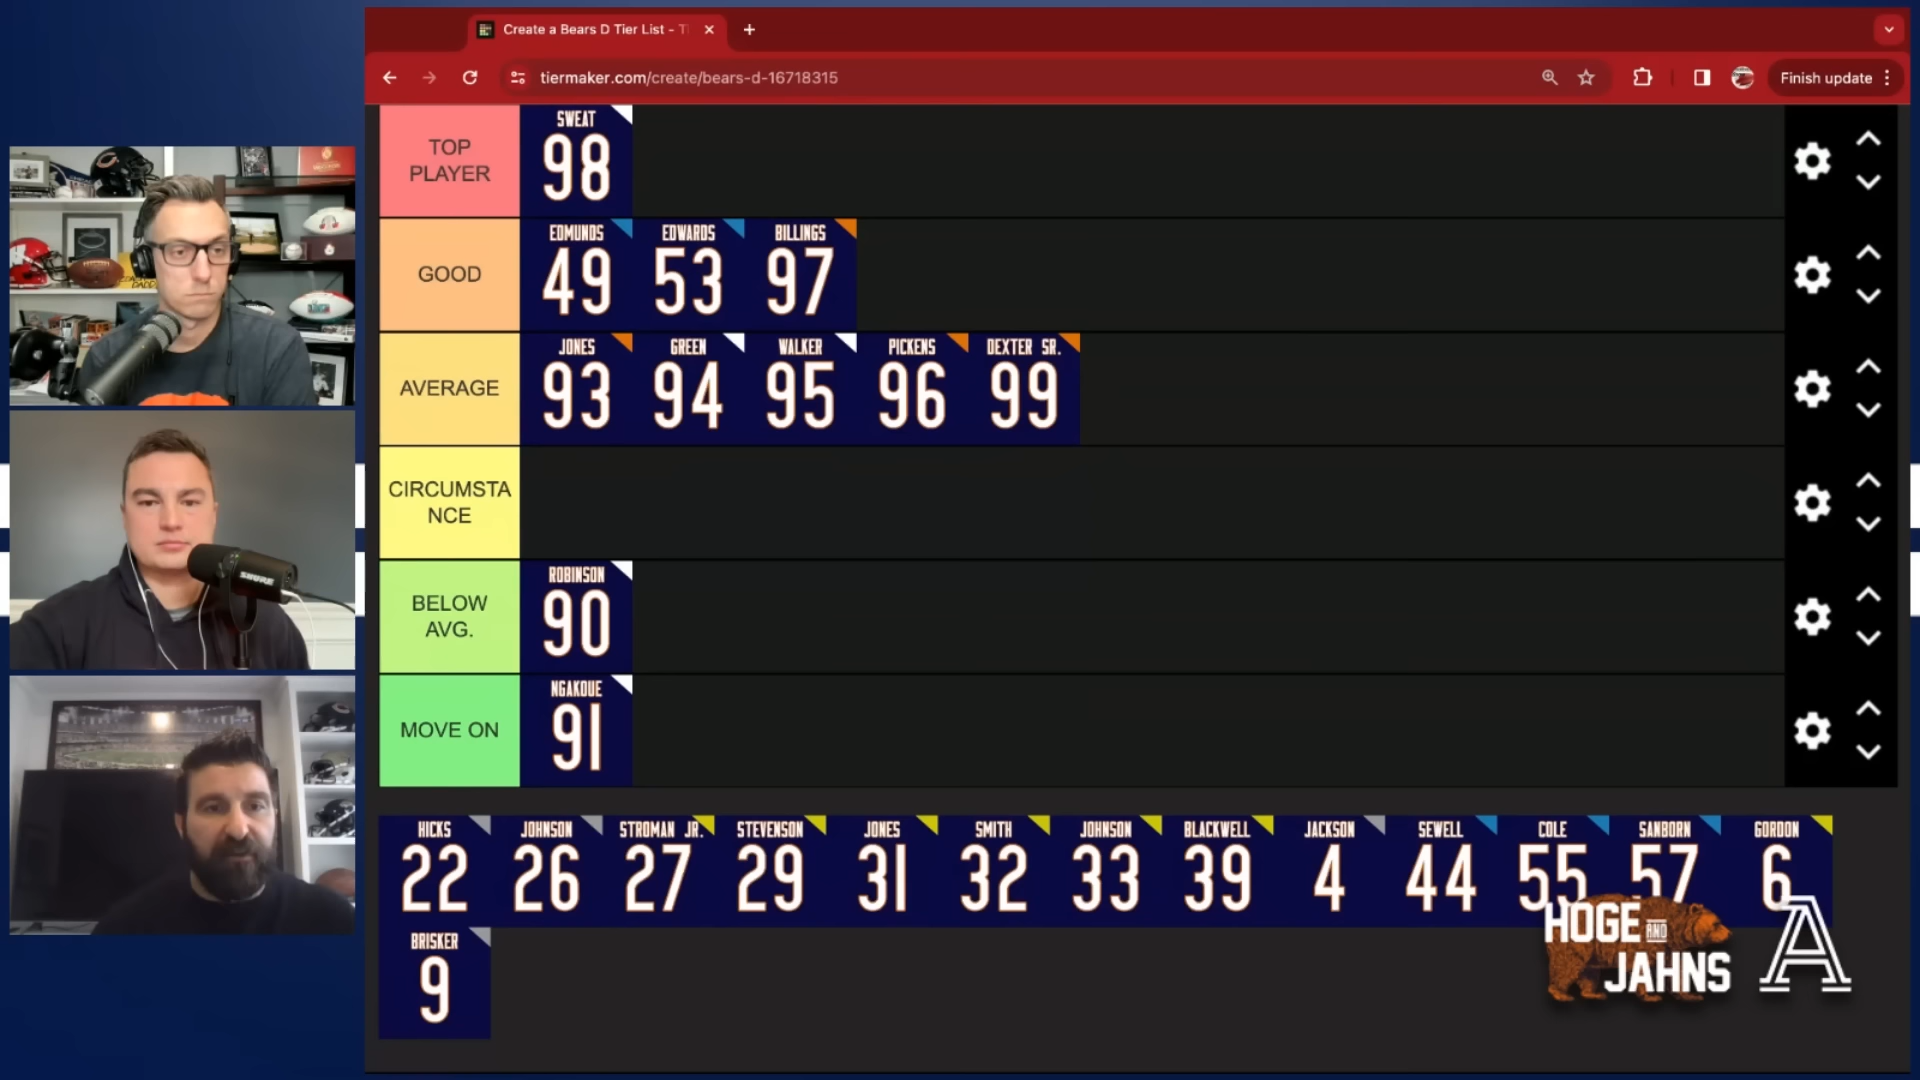 Create a Bears D Tier List - T
tiermaker.com/create/bears-d-16718315
Finish update
TOP
PLAYER
SWEAT
98
GOOD
EDMUNDS
49
EDWARDS
53
BILLINGS
97
AVERAGE
JONES
93
GREEN
94
WALKER
95
PICKENS
96
DEXTER SR.
99
CIRCUMSTA
NCE
BELOW
AVG.
ROBINSON
90
MOVE ON
NGAKOUE
91
HICKS
22
JOHNSON
26
STROMAN JR.
27
STEVENSON
29
JONES
31
SMITH
32
JOHNSON
33
BLACKWELL
39
JACKSON
4
SEWELL
44
COLE
55
SANBORN
57
GORDON
6
BRISKER
9
HOGE AND
JAHNS
A
SHURE